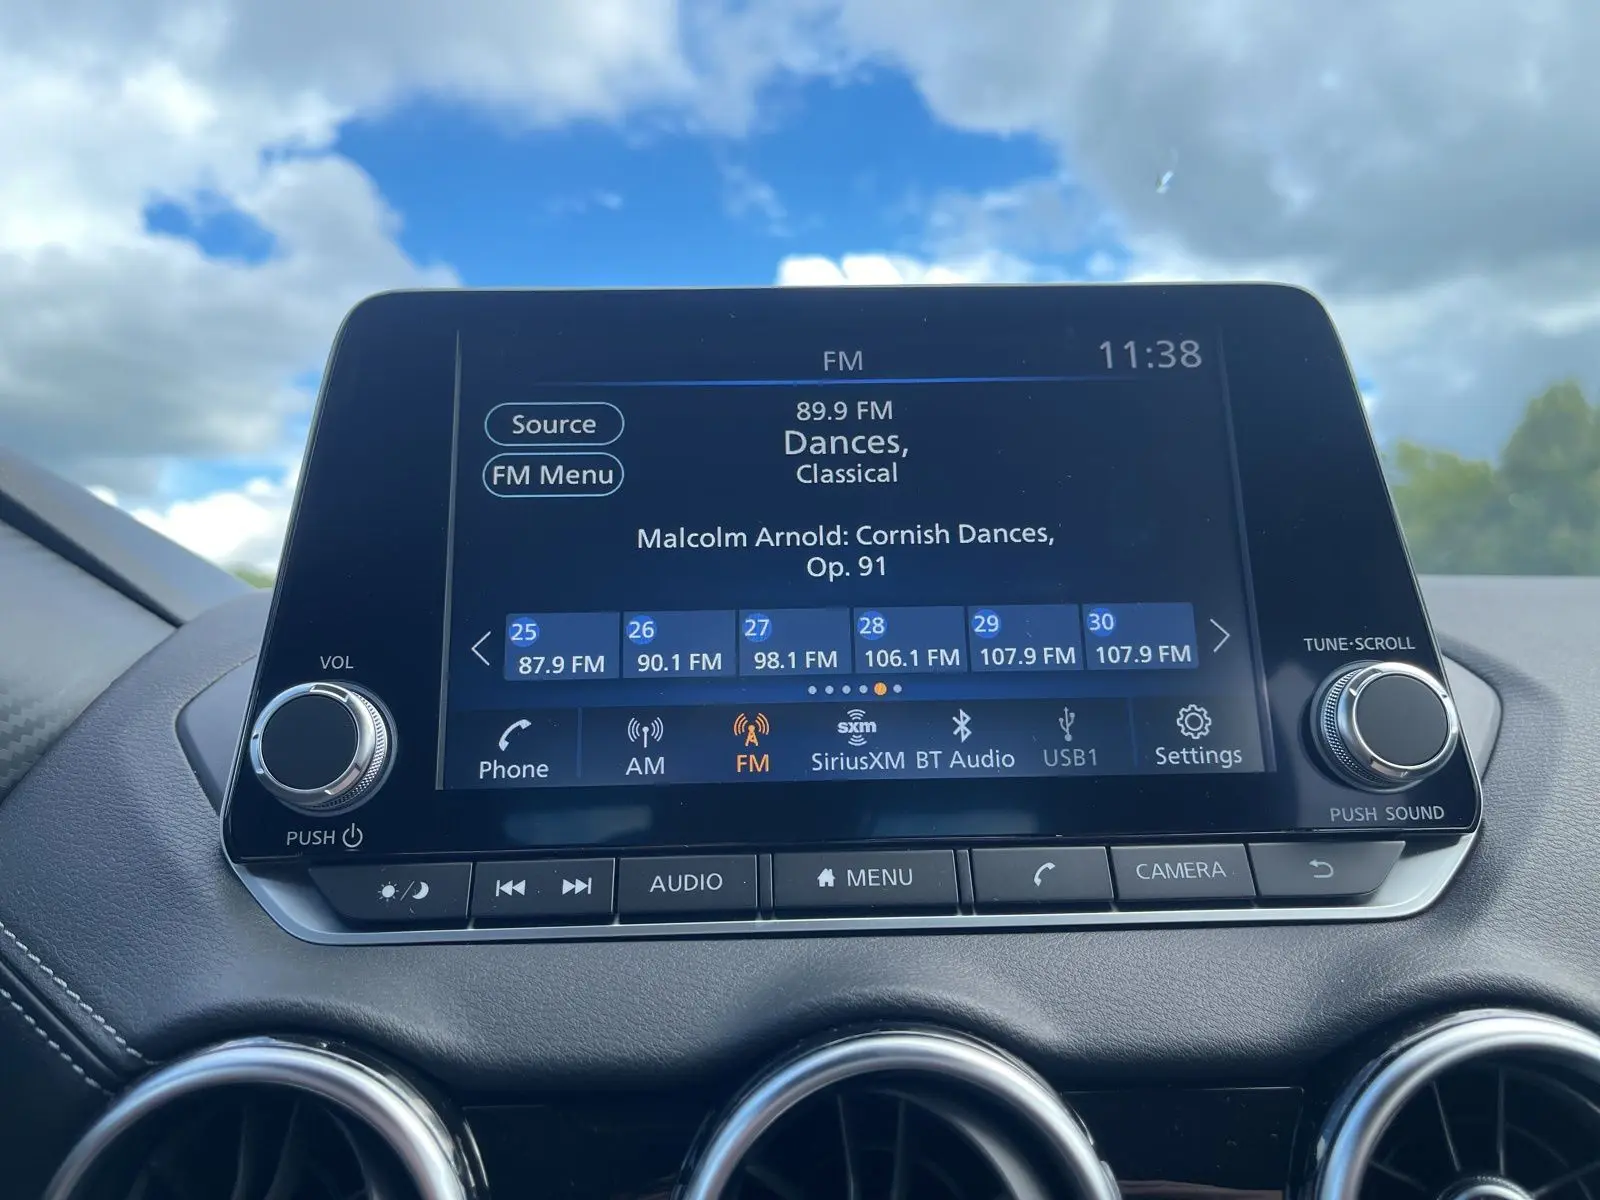 FM
11:38
Source
FM Menu
89.9 FM
Dances,
Classical
Malcolm Arnold: Cornish Dances,
Op. 91
25
87.9 FM
26
90.1 FM
27
98.1 FM
28
106.1 FM
29
107.9 FM
30
107.9 FM
Phone
AM
FM
sxm
SiriusXM
BT Audio
USB1
Settings
VOL
PUSH
TUNE·SCROLL
PUSH SOUND
AUDIO
MENU
CAMERA